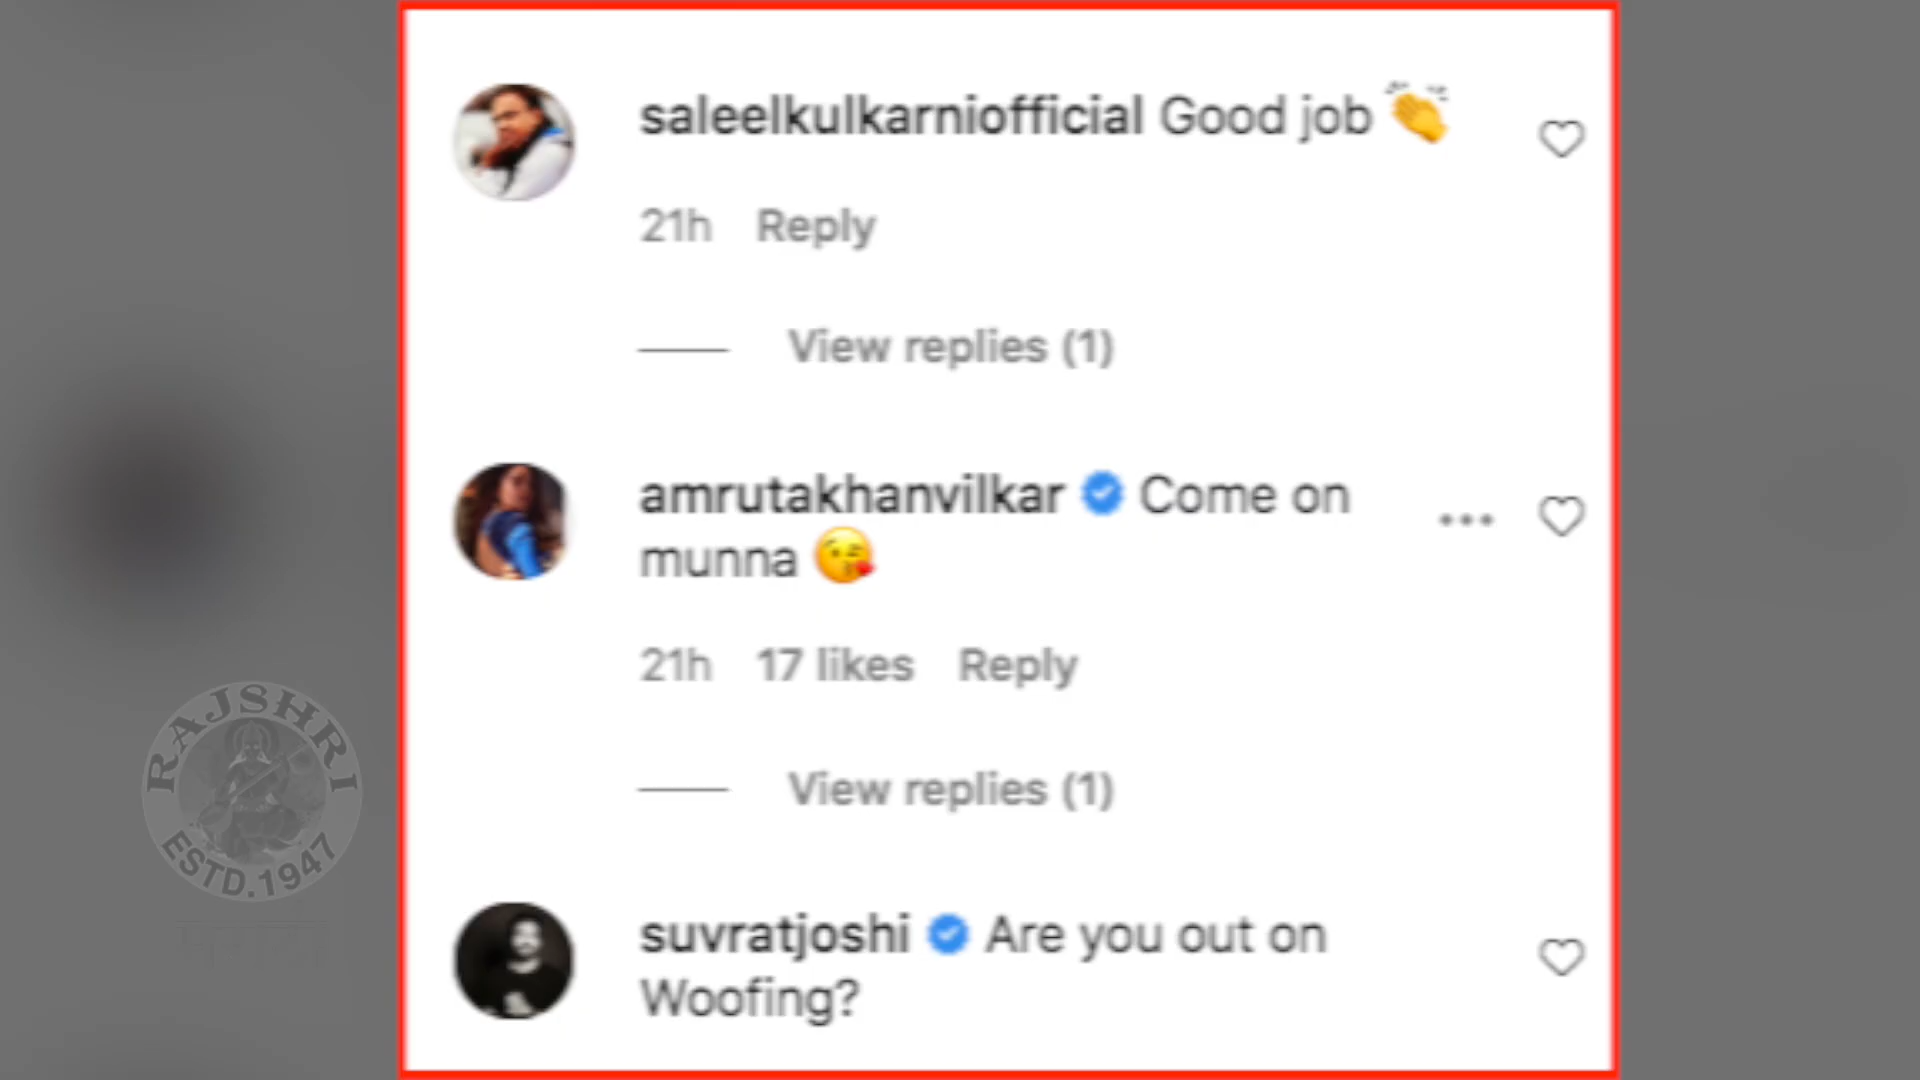 saleelkulkarniofficial Good job 👏
21h Reply
View replies (1)
amrutakhanvilkar Come on
munna 😘
21h 17 likes Reply
View replies (1)
suvratjoshi Are you out on
Woofing?
RAJSHRI
ESTD.1947